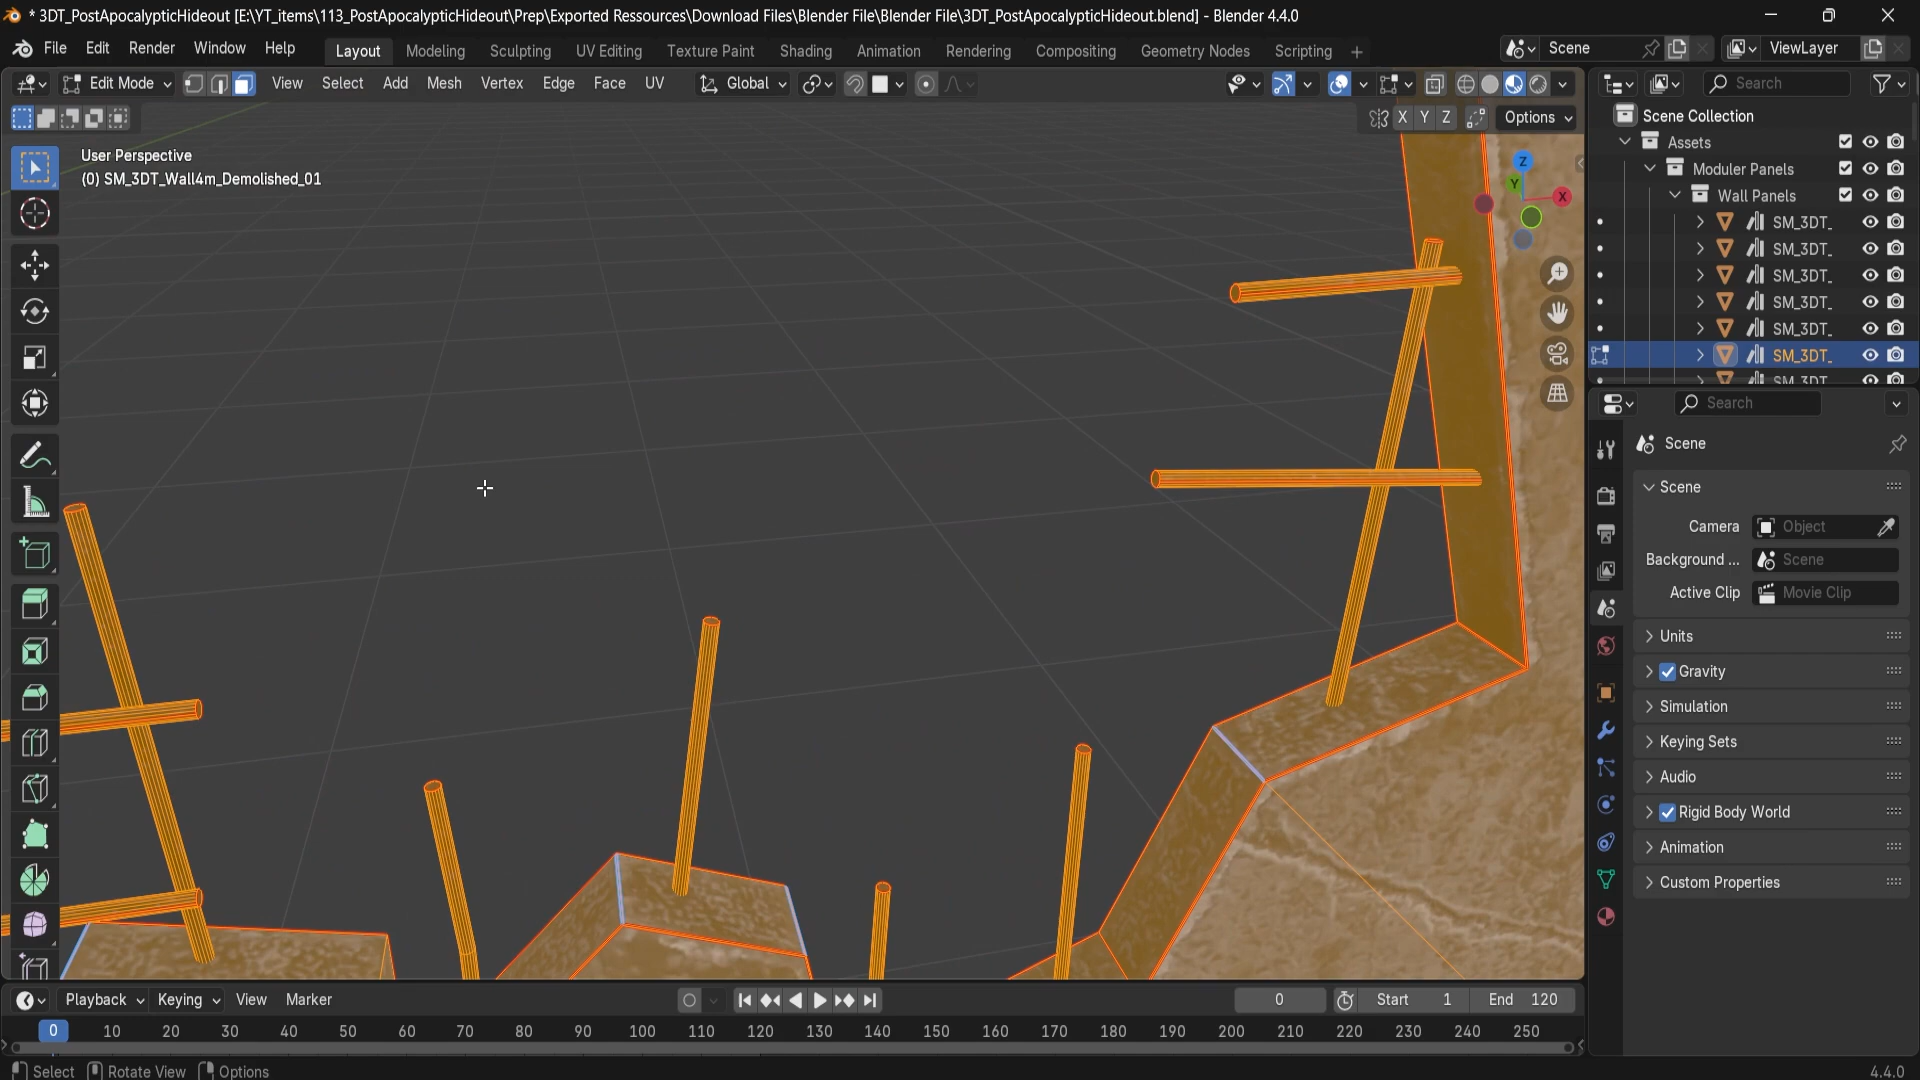 * 3DT_PostApocalypticHideout [E:\YT_items\113_PostApocalypticHideout\Prep\Exported Ressources\Download Files\Blender File\Blender File\3DT_PostApocalypticHideout.blend] - Blender 4.4.0
File Edit Render Window Help Layout Modeling Sculpting UV Editing Texture Paint Shading Animation Rendering Compositing Geometry Nodes Scripting + Scene ViewLayer
Edit Mode View Select Add Mesh Vertex Edge Face UV Global Search
X Y Z Options
User Perspective
(0) SM_3DT_Wall4m_Demolished_01
Z
Y
X
Scene Collection
Assets
Moduler Panels
Wall Panels
SM_3DT_
SM_3DT_
SM_3DT_
SM_3DT_
SM_3DT_
SM_3DT_
SM_3DT_
Search
Scene
Scene
Camera Object
Background ... Scene
Active Clip Movie Clip
Units
Gravity
Simulation
Keying Sets
Audio
Rigid Body World
Animation
Custom Properties
Playback Keying View Marker 0 Start 1 End 120
0 10 20 30 40 50 60 70 80 90 100 110 120 130 140 150 160 170 180 190 200 210 220 230 240 250
Select Rotate View Options 4.4.0